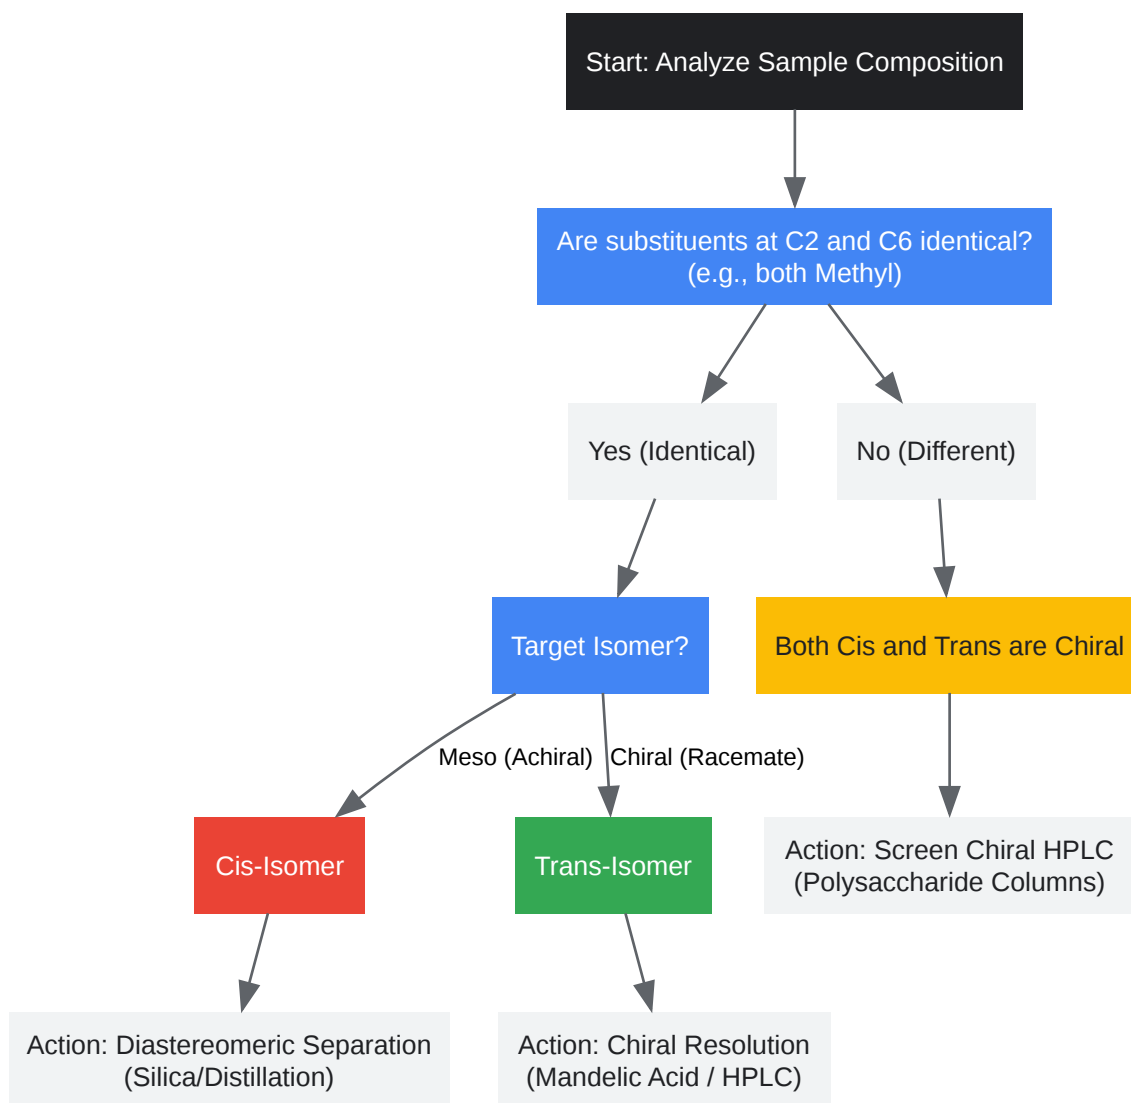 Start: Analyze Sample Composition
Are substituents at C2 and C6 identical?
(e.g., both Methyl)
Yes (Identical)
No (Different)
Target Isomer?
Both Cis and Trans are Chiral
Meso (Achiral)
Chiral (Racemate)
Cis-Isomer
Trans-Isomer
Action: Screen Chiral HPLC
(Polysaccharide Columns)
Action: Diastereomeric Separation
(Silica/Distillation)
Action: Chiral Resolution
(Mandelic Acid / HPLC)